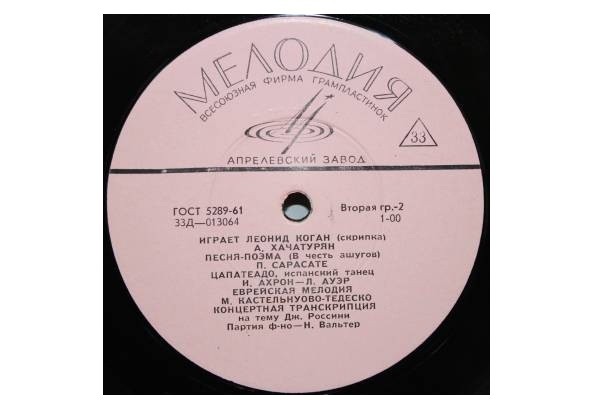 МЕЛОДИЯ
ВСЕСОЮЗНАЯ ФИРМА ГРАМПЛАСТИНОК
33
АПРЕЛЕВСКИЙ ЗАВОД
ГОСТ 5289-61
Вторая гр.-2
33Д—013064
1-00
ИГРАЕТ ЛЕОНИД КОГАН (скрипка)
А. ХАЧАТУРЯН
ПЕСНЯ-ПОЭМА (В честь ашугов)
П. САРАСАТЕ
ЦАПАТЕАДО, испанский танец
И. АХРОН—Л. АУЭР
ЕВРЕЙСКАЯ МЕЛОДИЯ
М. КАСТЕЛЬНУОВО-ТЕДЕСКО
КОНЦЕРТНАЯ ТРАНСКРИПЦИЯ
на тему Дж. Россини
Партия ф-но—Н. Вальтер